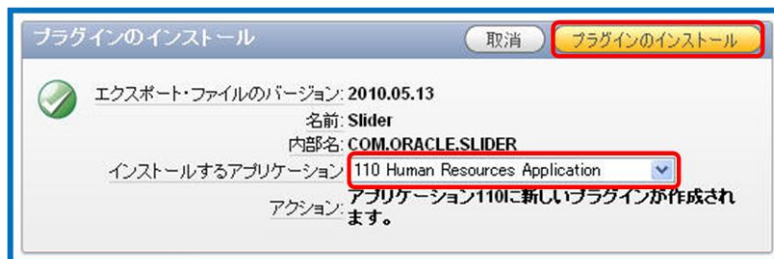 プラグインのインストール 取消 プラグインのインストール
エクスポート・ファイルのバージョン: 2010.05.13
名前: Slider
内部名: COM.ORACLE.SLIDER
インストールするアプリケーション 110 Human Resources Application
アクション: アプリケーション110に新しいプラグインが作成され
ます。